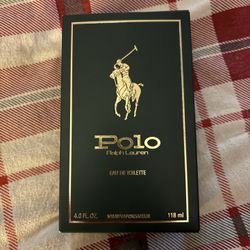 Polo
Ralph Lauren
EAU DE TOILETTE
4.0 FL. OZ.
118 ml